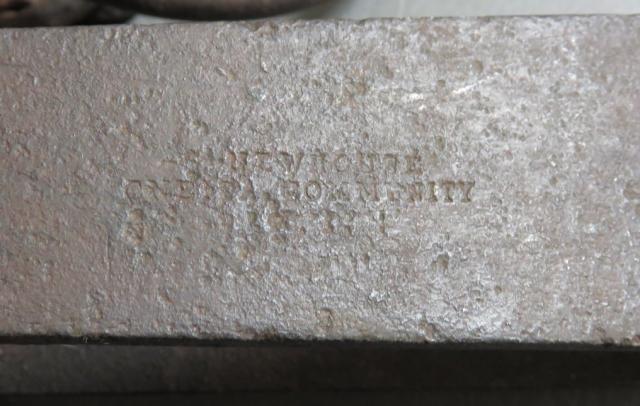 S. NEWHOUSE
ONEIDA COMMUNITY
N.Y.